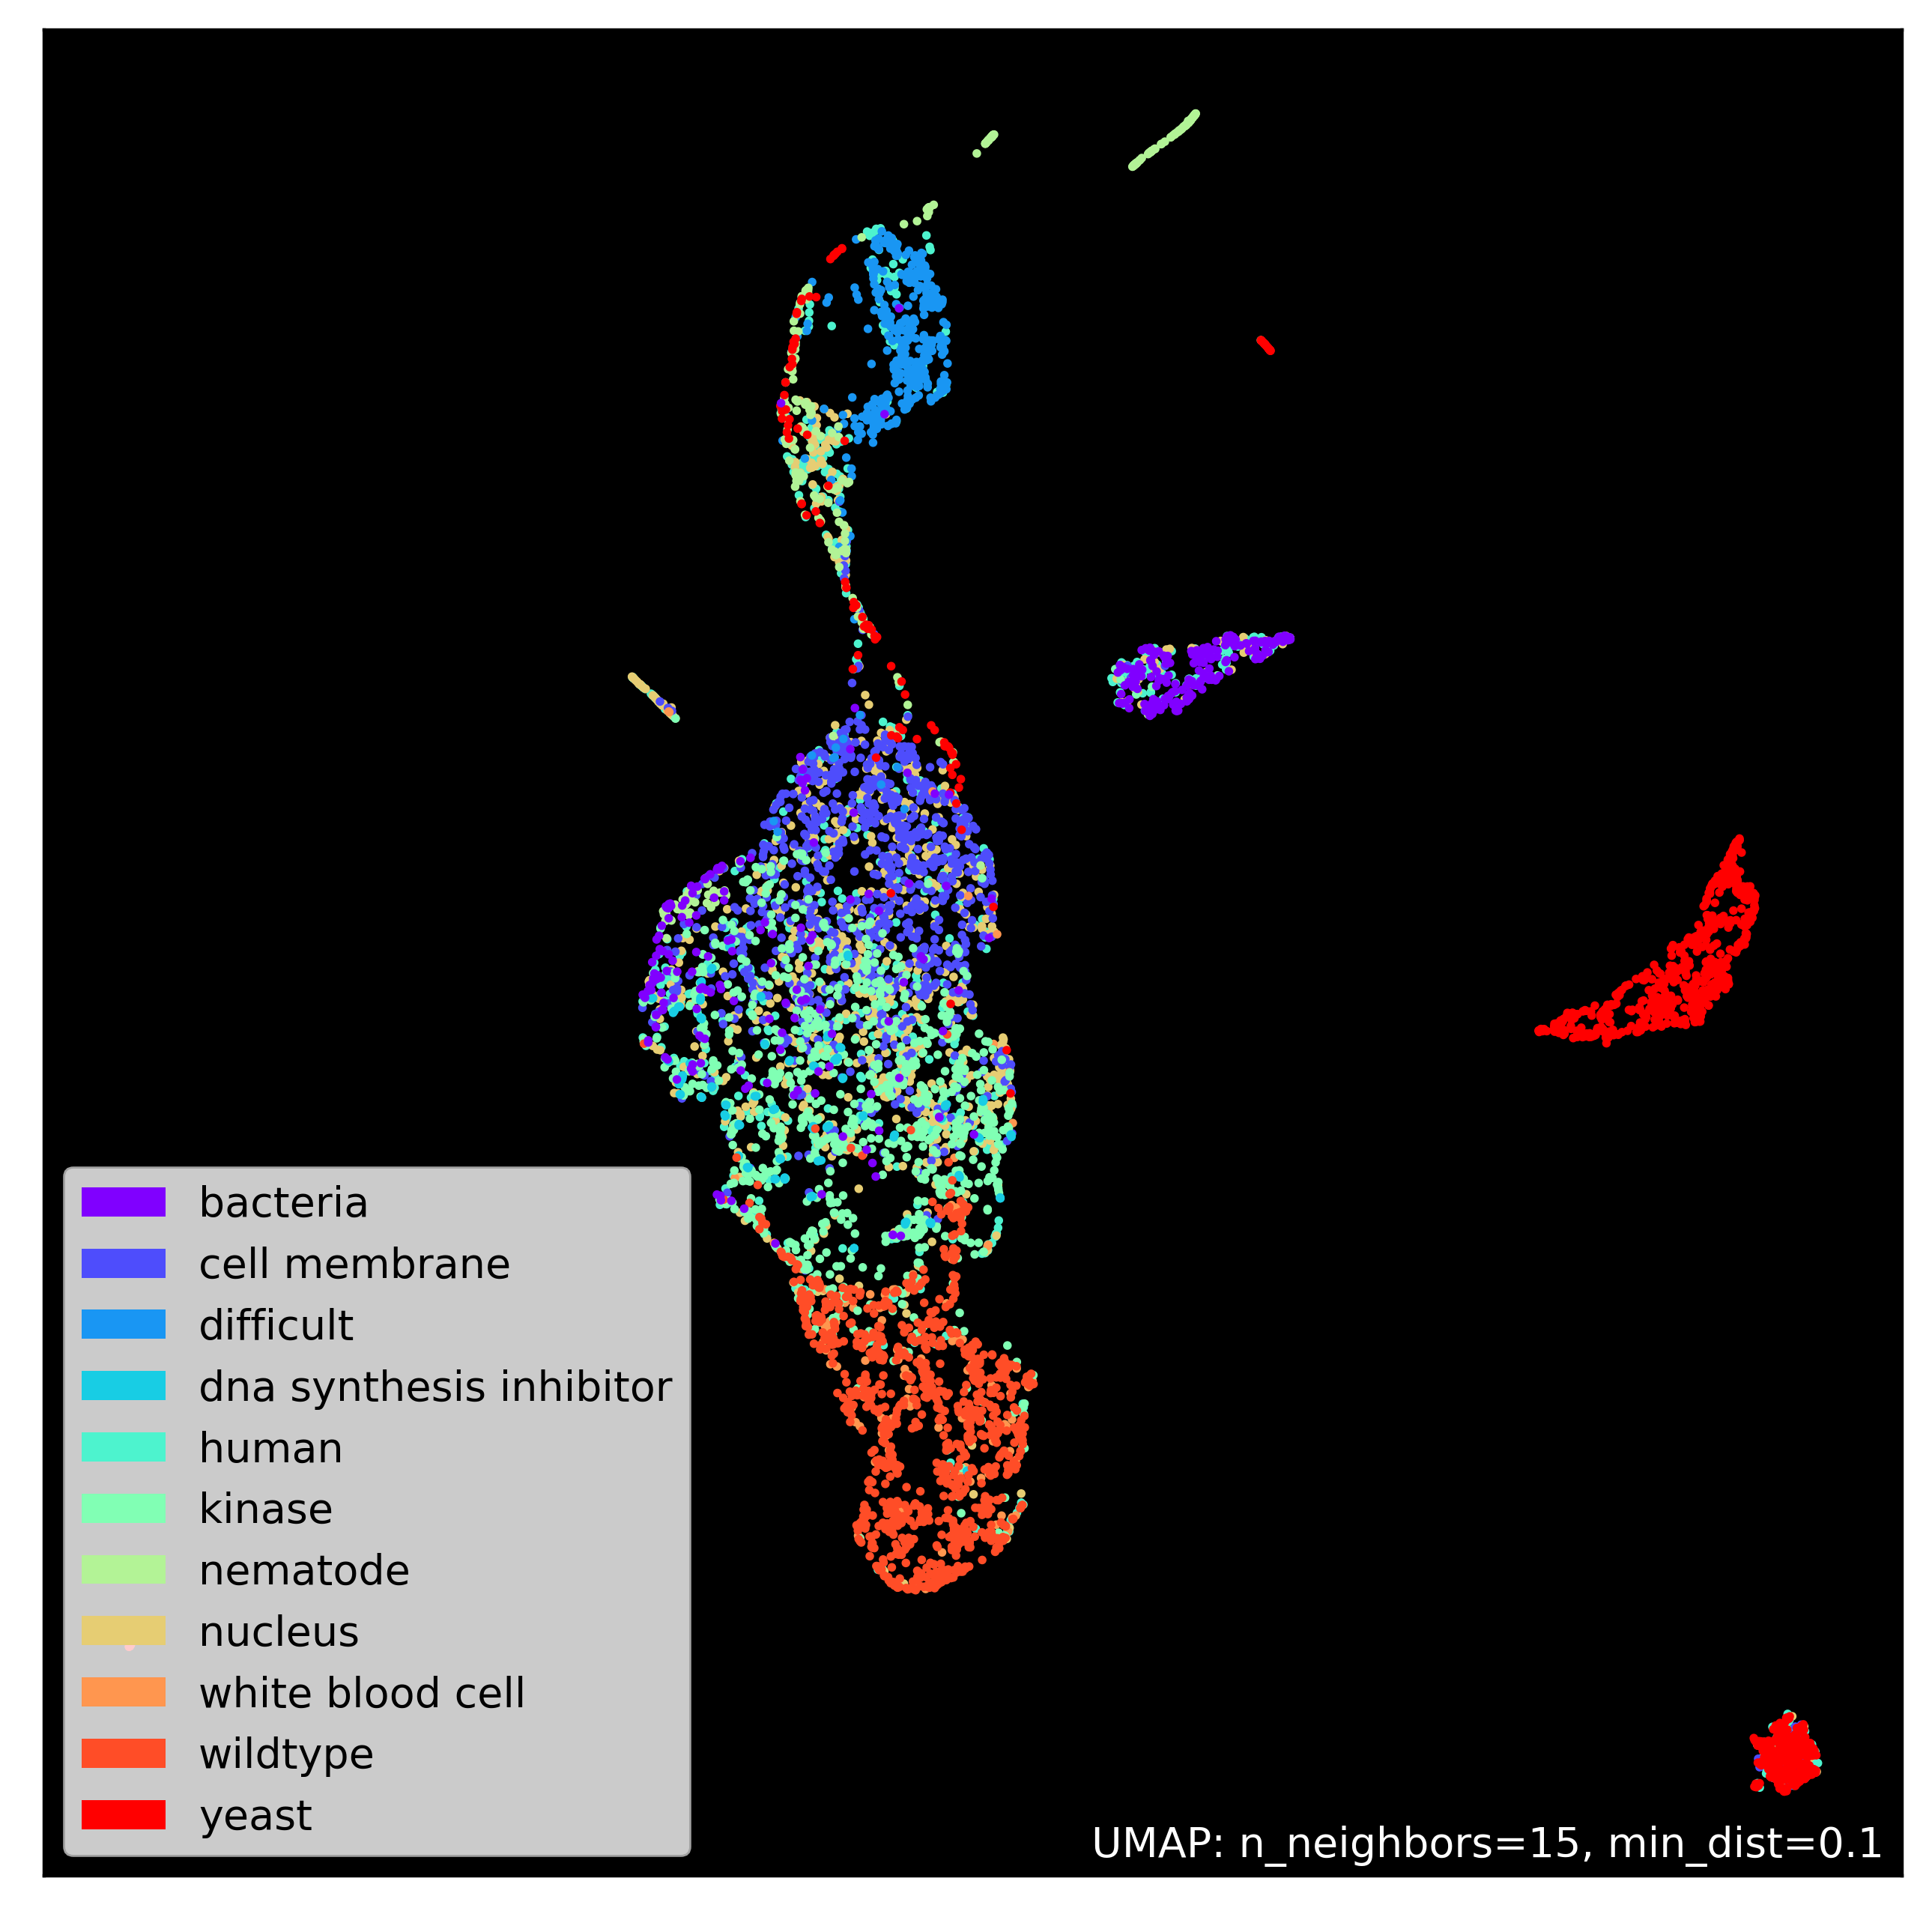 bacteria
cell membrane
difficult
dna synthesis inhibitor
human
kinase
nematode
nucleus
white blood cell
wildtype
yeast
UMAP: n_neighbors=15, min_dist=0.1